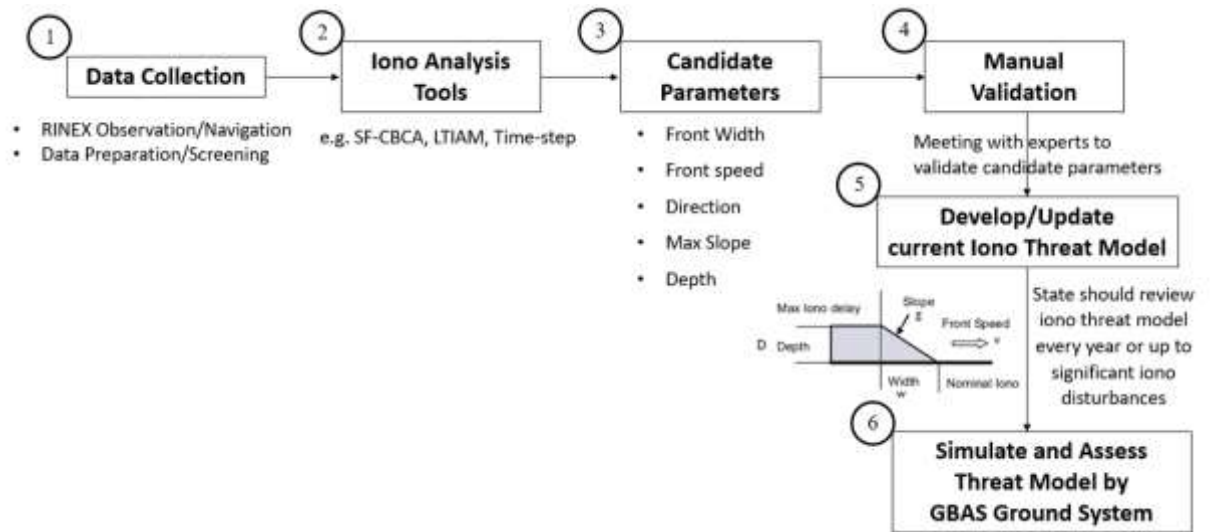 1
Data Collection
• RINEX Observation/Navigation
• Data Preparation/Screening
2
Iono Analysis
Tools
e.g. SF-CBCA, LTIAM, Time-step
3
Candidate
Parameters
• Front Width
• Front speed
• Direction
• Max Slope
• Depth
4
Manual
Validation
Meeting with experts to
validate candidate parameters
5
Develop/Update
current Iono Threat Model
Max Iono delay
Slope
g
Front Speed
v
D Depth
Width
w
Nominal Iono
State should review
iono threat model
every year or up to
significant iono
disturbances
6
Simulate and Assess
Threat Model by
GBAS Ground System